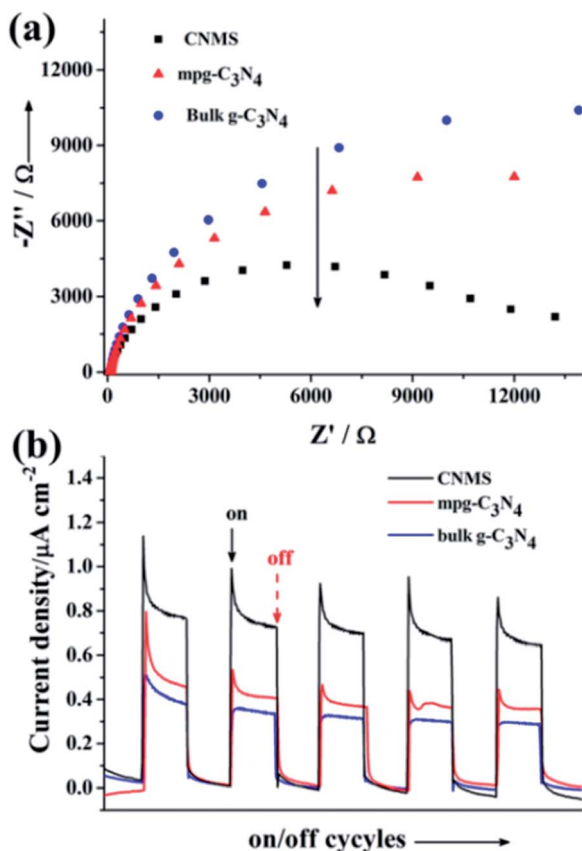 (a)
CNMS
mpg-C₃N₄
Bulk g-C₃N₄
-Z'' / Ω
12000
9000
6000
3000
0
0 3000 6000 9000 12000
Z' / Ω
(b)
CNMS
mpg-C₃N₄
bulk g-C₃N₄
on
off
Current density/μA cm⁻²
1.4
1.2
1.0
0.8
0.6
0.4
0.2
0.0
on/off cycyles